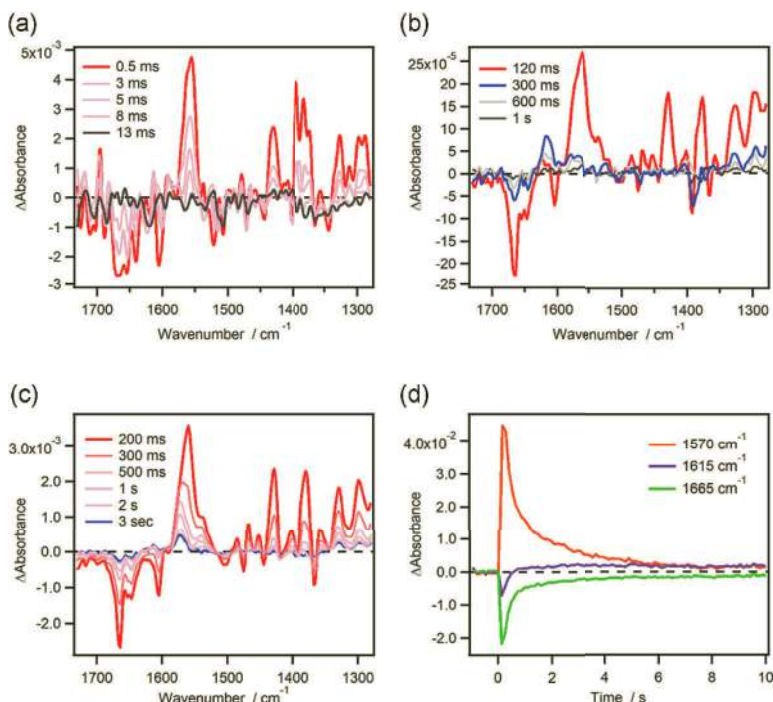 (a)
5x10⁻³
4
3
2
1
0
-1
-2
-3
ΔAbsorbance
0.5 ms
3 ms
5 ms
8 ms
13 ms
1700 1600 1500 1400 1300
Wavenumber / cm⁻¹
(b)
25x10⁻⁵
20
15
10
5
0
-5
-10
-15
-20
-25
ΔAbsorbance
120 ms
300 ms
600 ms
1 s
1700 1600 1500 1400 1300
Wavenumber / cm⁻¹
(c)
3.0x10⁻³
2.0
1.0
0.0
-1.0
-2.0
ΔAbsorbance
200 ms
300 ms
500 ms
1 s
2 s
3 sec
1700 1600 1500 1400 1300
Wavenumber / cm⁻¹
(d)
4.0x10⁻²
3.0
2.0
1.0
0.0
-1.0
-2.0
ΔAbsorbance
1570 cm⁻¹
1615 cm⁻¹
1665 cm⁻¹
0 2 4 6 8 10
Time / s